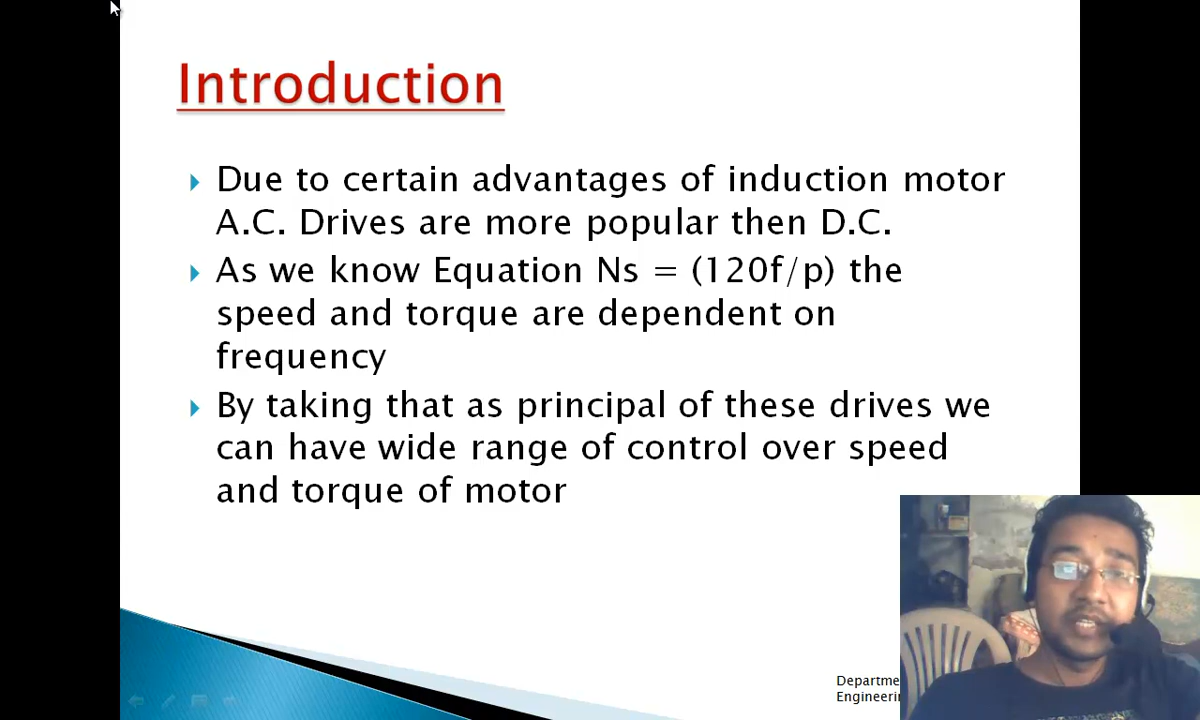 Introduction
Due to certain advantages of induction motor
A.C. Drives are more popular then D.C.
As we know Equation Ns = (120f/p) the
speed and torque are dependent on
frequency
By taking that as principal of these drives we
can have wide range of control over speed
and torque of motor